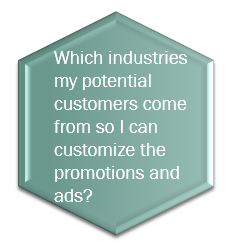 Which industries
my potential
customers come
from so I can
customize the
promotions and
ads?